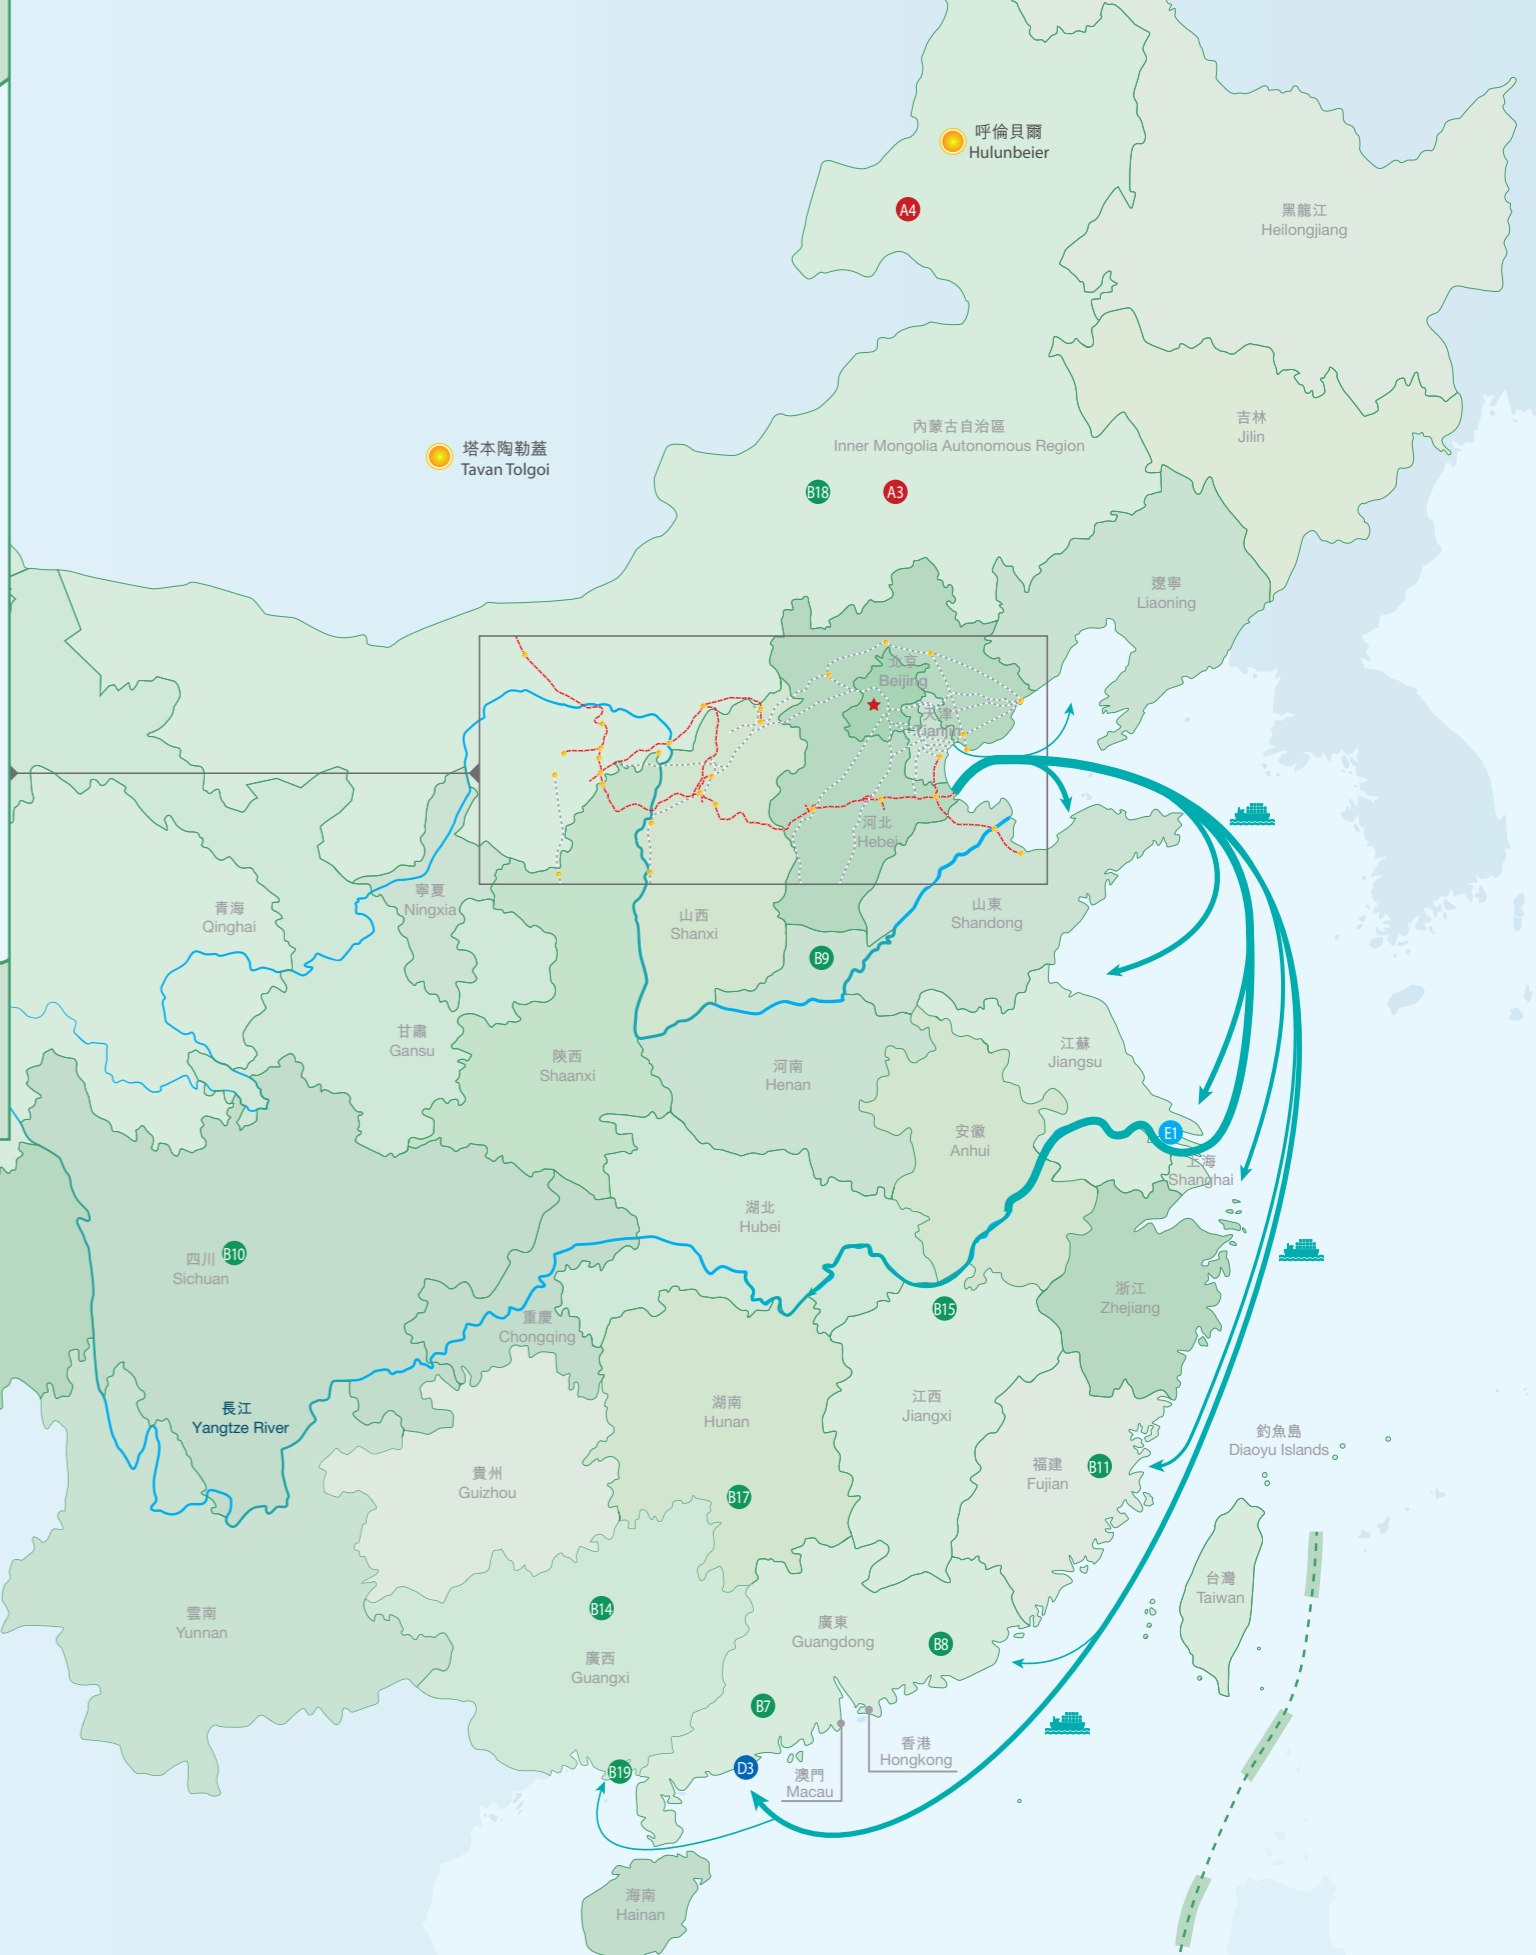 呼倫貝爾
Hulunbeier
A4
黑龍江
Heilongjiang
內蒙古自治區
Inner Mongolia Autonomous Region
吉林
Jilin
塔本陶勒蓋
Tavan Tolgoi
B18
A3
遼寧
Liaoning
北京
Beijing
天津
Tianjin
河北
Hebei
寧夏
Ningxia
青海
Qinghai
山西
Shanxi
山東
Shandong
B9
甘肅
Gansu
陝西
Shaanxi
河南
Henan
江蘇
Jiangsu
安徽
Anhui
E1
上海
Shanghai
湖北
Hubei
四川
Sichuan
B10
浙江
Zhejiang
B15
重慶
Chongqing
長江
Yangtze River
湖南
Hunan
江西
Jiangxi
釣魚島
Diaoyu Islands
福建
Fujian
B11
貴州
Guizhou
B17
台灣
Taiwan
雲南
Yunnan
B14
廣西
Guangxi
廣東
Guangdong
B8
B7
香港
Hongkong
澳門
Macau
B19
D3
海南
Hainan